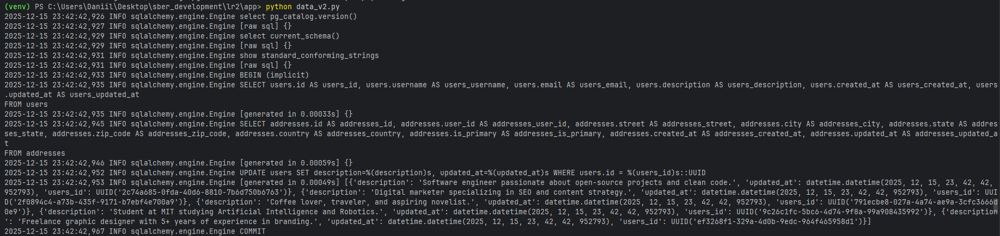 (venv) PS C:\Users\Daniil\Desktop\sber_development\lr2\app> python data_v2.py
2025-12-15 23:42:42,926 INFO sqlalchemy.engine.Engine select pg_catalog.version()
2025-12-15 23:42:42,927 INFO sqlalchemy.engine.Engine [raw sql] {}
2025-12-15 23:42:42,929 INFO sqlalchemy.engine.Engine select current_schema()
2025-12-15 23:42:42,929 INFO sqlalchemy.engine.Engine [raw sql] {}
2025-12-15 23:42:42,931 INFO sqlalchemy.engine.Engine show standard_conforming_strings
2025-12-15 23:42:42,931 INFO sqlalchemy.engine.Engine [raw sql] {}
2025-12-15 23:42:42,933 INFO sqlalchemy.engine.Engine BEGIN (implicit)
2025-12-15 23:42:42,935 INFO sqlalchemy.engine.Engine SELECT users.id AS users_id, users.username AS users_username, users.email AS users_email, users.description AS users_description, users.created_at AS users_created_at, users
.updated_at AS users_updated_at
FROM users
2025-12-15 23:42:42,935 INFO sqlalchemy.engine.Engine [generated in 0.00033s] {}
2025-12-15 23:42:42,945 INFO sqlalchemy.engine.Engine SELECT addresses.id AS addresses_id, addresses.user_id AS addresses_user_id, addresses.street AS addresses_street, addresses.city AS addresses_city, addresses.state AS addres
ses_state, addresses.zip_code AS addresses_zip_code, addresses.country AS addresses_country, addresses.is_primary AS addresses_is_primary, addresses.created_at AS addresses_created_at, addresses.updated_at AS addresses_updated_a
t
FROM addresses
2025-12-15 23:42:42,946 INFO sqlalchemy.engine.Engine [generated in 0.00059s] {}
2025-12-15 23:42:42,952 INFO sqlalchemy.engine.Engine UPDATE users SET description=%(description)s, updated_at=%(updated_at)s WHERE users.id = %(users_id)s::UUID
2025-12-15 23:42:42,953 INFO sqlalchemy.engine.Engine [generated in 0.00049s] [{'description': 'Software engineer passionate about open-source projects and clean code.', 'updated_at': datetime.datetime(2025, 12, 15, 23, 42, 42,
952793), 'users_id': UUID('2c74a685-0fda-40d6-8810-7b6d750b6763')}, {'description': 'Digital marketer specializing in SEO and content strategy.', 'updated_at': datetime.datetime(2025, 12, 15, 23, 42, 42, 952793), 'users_id': UUI
D('2f0894c4-a73b-435f-9171-b7ebf4e700a9')}, {'description': 'Coffee lover, traveler, and aspiring novelist.', 'updated_at': datetime.datetime(2025, 12, 15, 23, 42, 42, 952793), 'users_id': UUID('791ecbe8-027a-4a74-ae9a-3cfc3666d
0e9')}, {'description': 'Student at MIT studying Artificial Intelligence and Robotics.', 'updated_at': datetime.datetime(2025, 12, 15, 23, 42, 42, 952793), 'users_id': UUID('9c26c1fc-5bc6-4d74-9f8a-99a908435992')}, {'description
': 'Freelance graphic designer with 5+ years of experience in branding.', 'updated_at': datetime.datetime(2025, 12, 15, 23, 42, 42, 952793), 'users_id': UUID('ef3268f1-329a-4d0b-9edc-964f465958d1')}]
2025-12-15 23:42:42,967 INFO sqlalchemy.engine.Engine COMMIT